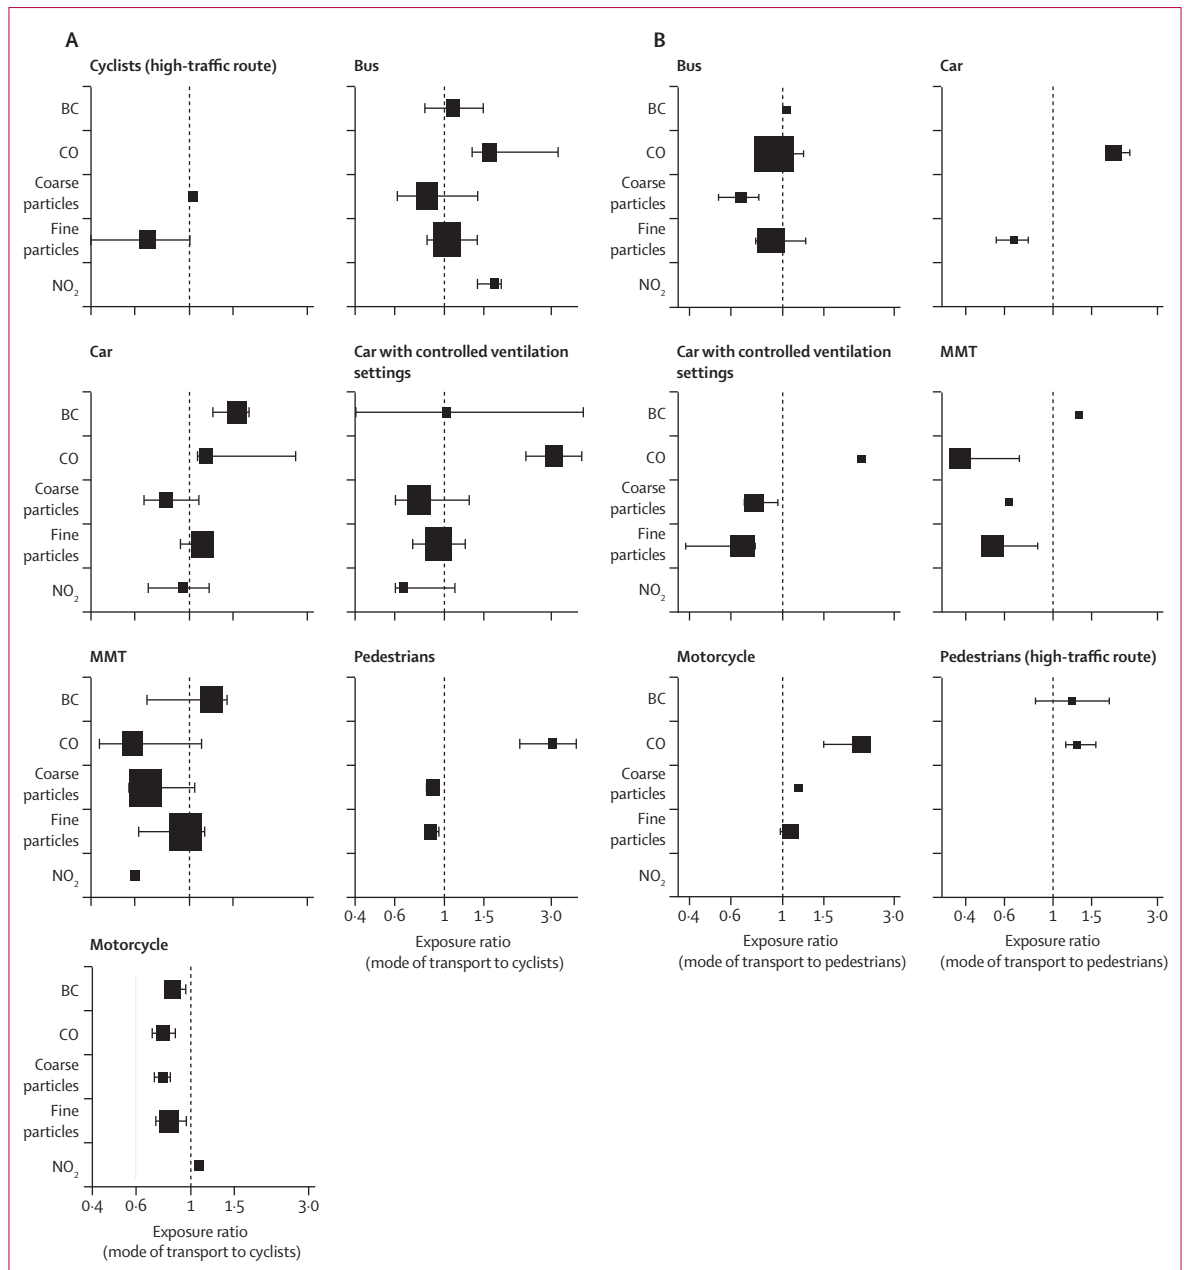 A
B
Cyclists (high-traffic route)
Bus
Bus
Car
BC
CO
Coarse
particles
Fine
particles
NO2
BC
CO
Coarse
particles
Fine
particles
NO2
Car
Car with controlled ventilation
settings
Car with controlled ventilation
settings
MMT
BC
CO
Coarse
particles
Fine
particles
NO2
BC
CO
Coarse
particles
Fine
particles
NO2
MMT
Pedestrians
Motorcycle
Pedestrians (high-traffic route)
BC
CO
Coarse
particles
Fine
particles
NO2
BC
CO
Coarse
particles
Fine
particles
NO2
0·4 0·6 1 1·5 3·0
0·4 0·6 1 1·5 3·0
0·4 0·6 1 1·5 3·0
Exposure ratio
(mode of transport to cyclists)
Exposure ratio
(mode of transport to pedestrians)
Exposure ratio
(mode of transport to pedestrians)
Motorcycle
BC
CO
Coarse
particles
Fine
particles
NO2
0·4 0·6 1 1·5 3·0
Exposure ratio
(mode of transport to cyclists)